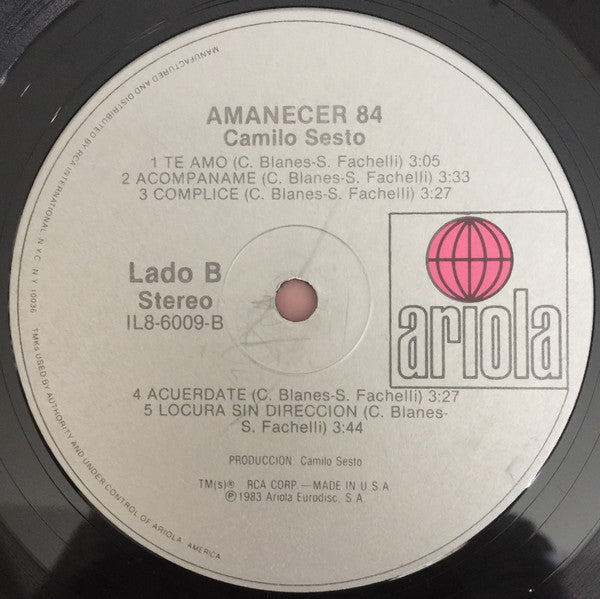 AMANECER 84
Camilo Sesto
1 TE AMO (C. Blanes-S. Fachelli) 3:05
2 ACOMPANAME (C. Blanes-S. Fachelli) 3:33
3 COMPLICE (C. Blanes-S. Fachelli) 3:27
Lado B
Stereo
IL8-6009-B
ariola
4 ACUERDATE (C. Blanes-S. Fachelli) 3:27
5 LOCURA SIN DIRECCION (C. Blanes-
S. Fachelli) 3:44
PRODUCCION: Camilo Sesto
TM(s)® RCA CORP.—MADE IN U.S.A
℗1983 Ariola Eurodisc, S.A.
MANUFACTURED AND DISTRIBUTED BY RCA INTERNATIONAL N.Y.C. N.Y. 10036 TMKs USED BY AUTHORITY AND UNDER CONTROL OF ARIOLA AMERICA